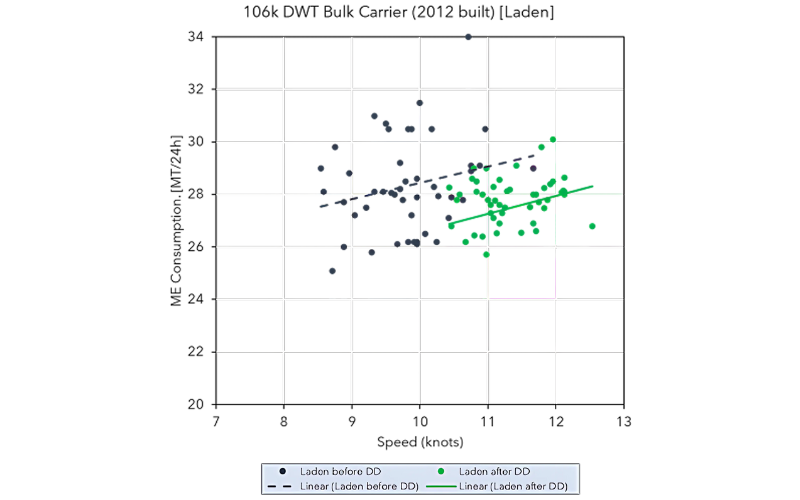 106k DWT Bulk Carrier (2012 built) [Laden]
34
32
30
28
26
24
22
20
ME Consumption. [MT/24h]
7 8 9 10 11 12 13
Speed (knots)
Laden before DD Laden after DD
Linear (Laden before DD) Linear (Laden after DD)